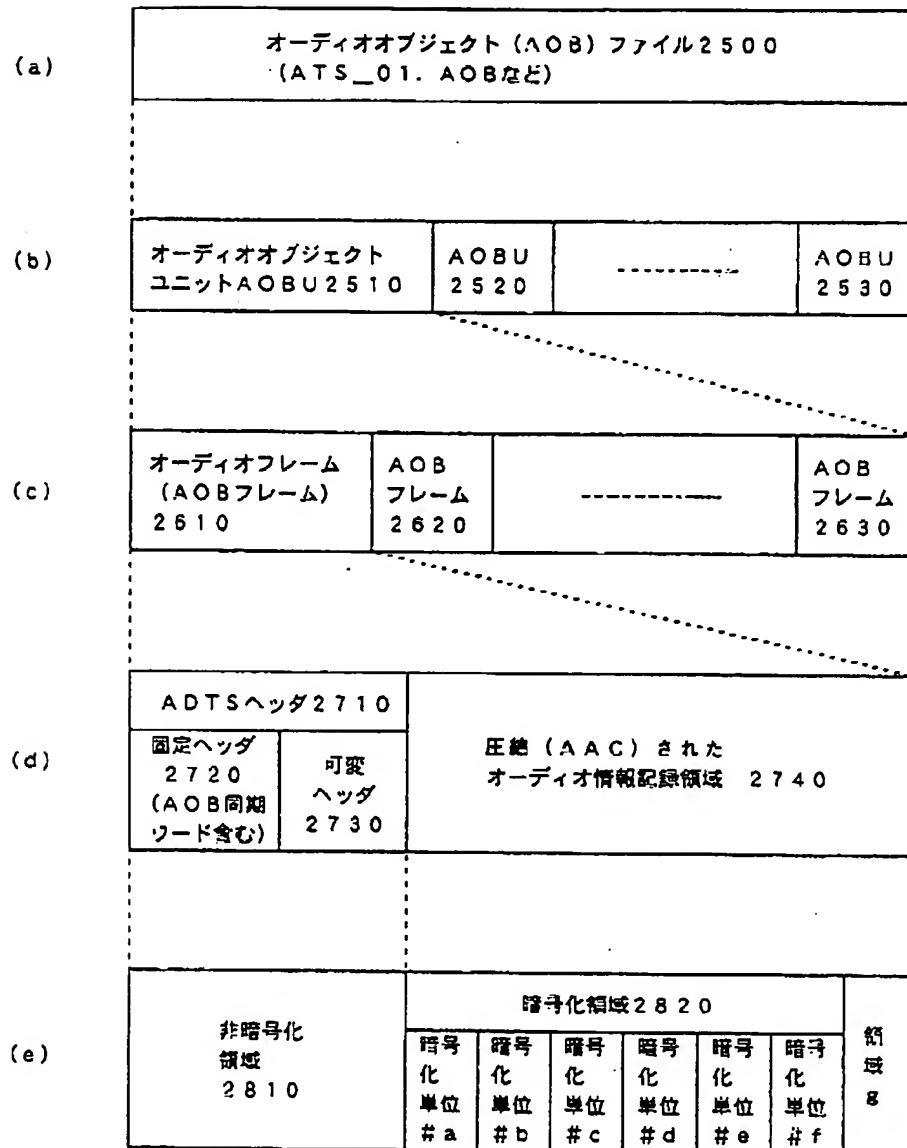 (a)
オーディオオブジェクト(AOB)ファイル2500
(ATS_01.AOBなど)
(b)
オーディオオブジェクト
ユニットAOBU2510
AOBU
2520
AOBU
2530
(c)
オーディオフレーム
(AOBフレーム)
2610
AOB
フレーム
2620
AOB
フレーム
2630
(d)
ADTSヘッダ2710
固定ヘッダ
2720
(AOB同期
ワード含む)
可変
ヘッダ
2730
圧縮(AAC)された
オーディオ情報記録領域 2740
(e)
非暗号化
領域
2810
暗号化領域2820
暗号
化
単位
#a
暗号
化
単位
#b
暗号
化
単位
#c
暗号
化
単位
#d
暗号
化
単位
#e
暗号
化
単位
#f
領
域
g